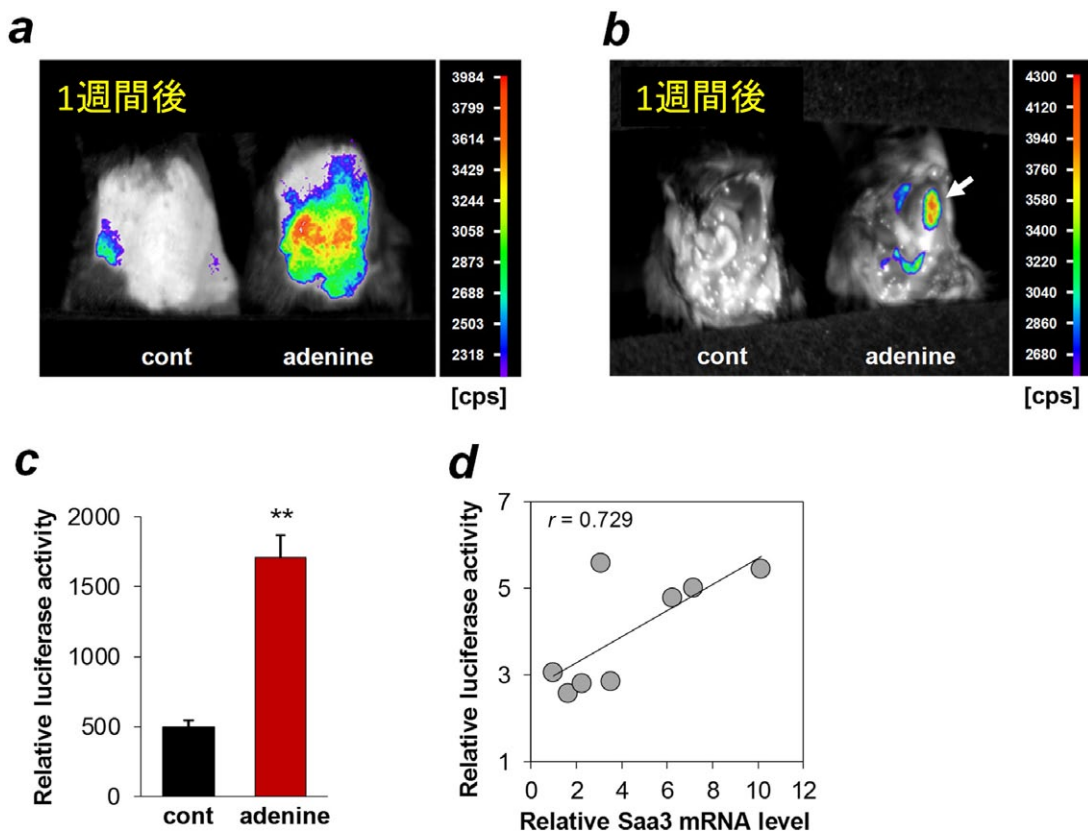 a
1週間後
3984
3799
3614
3429
3244
3058
2873
2688
2503
2318
[cps]
cont
adenine
b
1週間後
4300
4120
3940
3760
3580
3400
3220
3040
2860
2680
[cps]
cont
adenine
c
Relative luciferase activity
2000
1500
1000
500
0
**
cont
adenine
d
Relative luciferase activity
7
5
3
1
r = 0.729
0 2 4 6 8 10 12
Relative Saa3 mRNA level